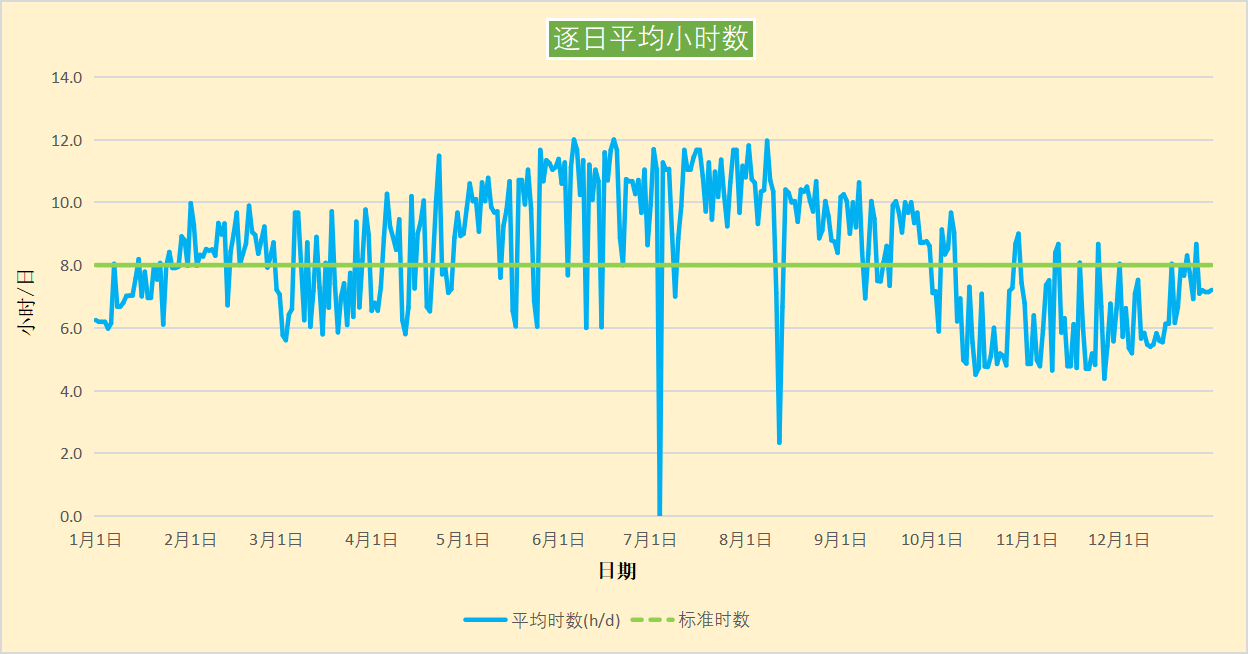 逐日平均小时数
14.0
12.0
10.0
8.0
6.0
4.0
2.0
0.0
小时/日
1月1日
2月1日
3月1日
4月1日
5月1日
6月1日
7月1日
8月1日
9月1日
10月1日
11月1日
12月1日
日期
平均时数(h/d)
标准时数